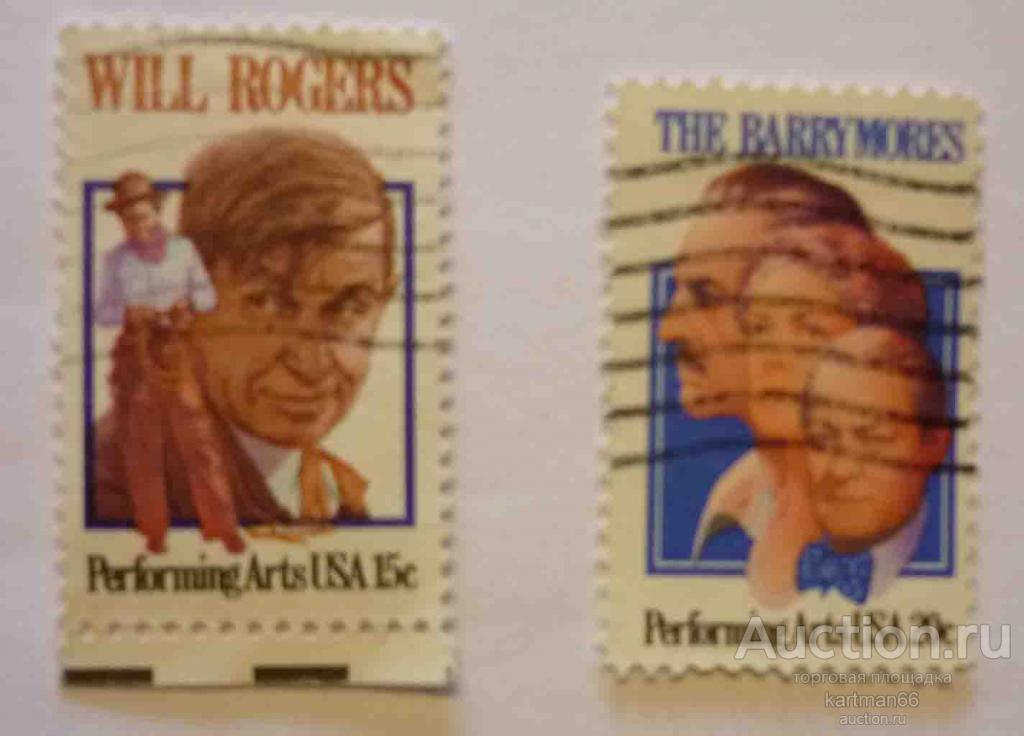 WILL ROGERS
Performing Arts USA 15c
THE BARRYMORES
Performing Arts USA 20c
Auction.ru
торговая площадка
kartman66
auction.ru